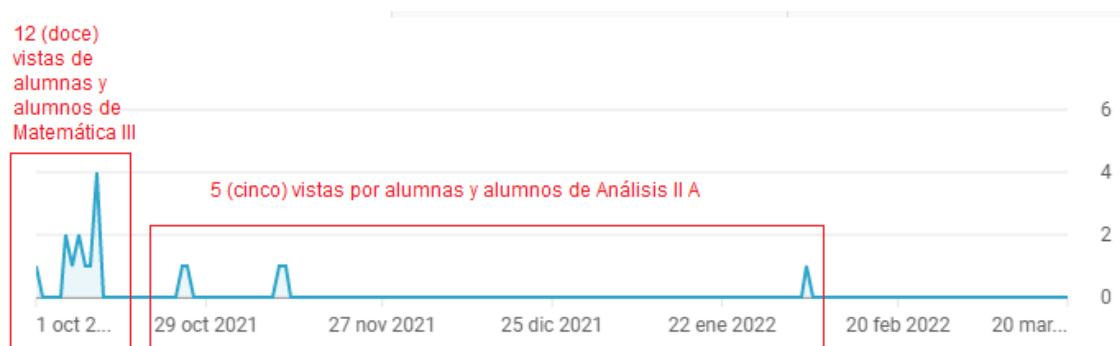 12 (doce)
vistas de
alumnas y
alumnos de
Matemática III
6
4
5 (cinco) vistas por alumnas y alumnos de Análisis II A
2
0
1 oct 2... 29 oct 2021 27 nov 2021 25 dic 2021 22 ene 2022 20 feb 2022 20 mar...